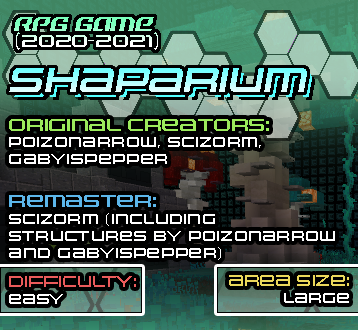 RPG GAME
(2020-2021)
SHAPARIUM
ORIGINAL CREATORS:
POIZONARROW, SCIZORM,
GABYISPEPPER
REMASTER:
SCIZORM (INCLUDING
STRUCTURES BY POIZONARROW
AND GABYISPEPPER)
DIFFICULTY:
EASY
AREA SIZE:
LARGE